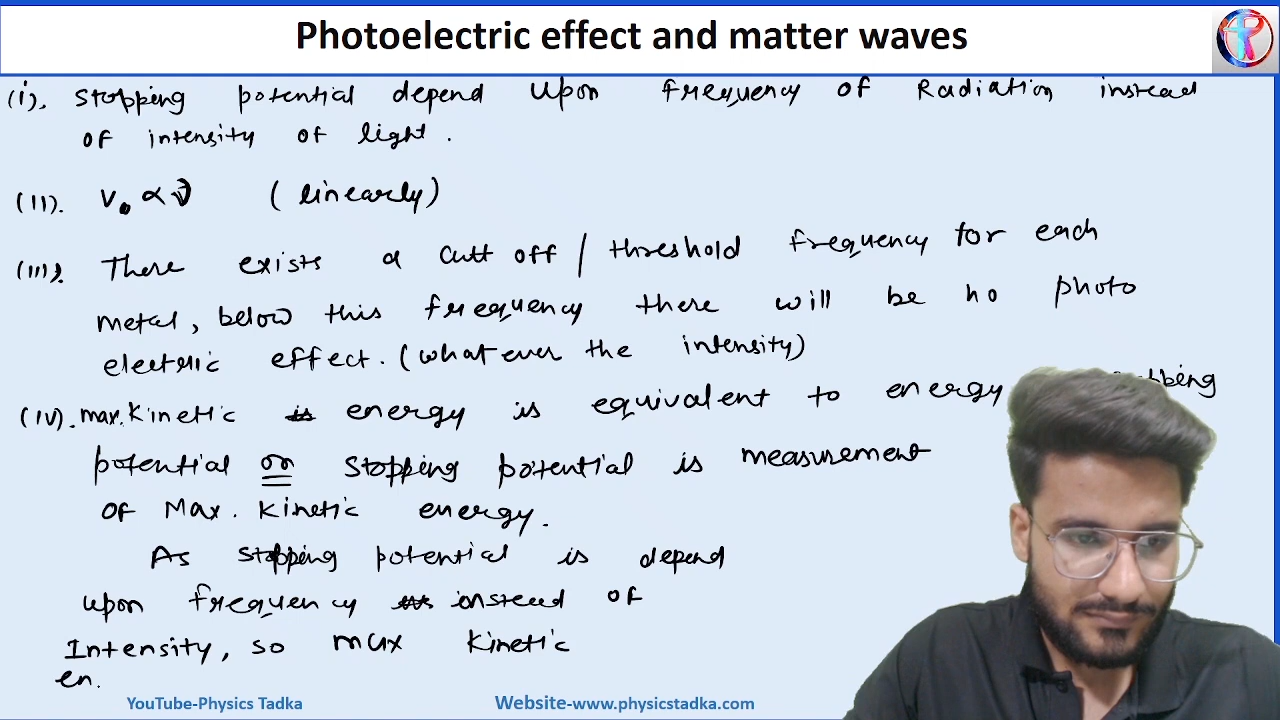 Photoelectric effect and matter waves
(i). stopping potential depend upon frequency of Radiation instead
of intensity of light.
(II). V₀ ∝ ν (linearly)
(III). There exists a cutt off / threshold frequency for each
metal, below this frequency there will be no photo
electric effect. (whatever the intensity)
(IV). max. kinetic energy is equivalent to energy
potential or stopping potential is measurement
of Max. kinetic energy.
As stopping potential is depend
upon frequency instead of
Intensity, so max kinetic
en.
YouTube-Physics Tadka
Website-www.physicstadka.com